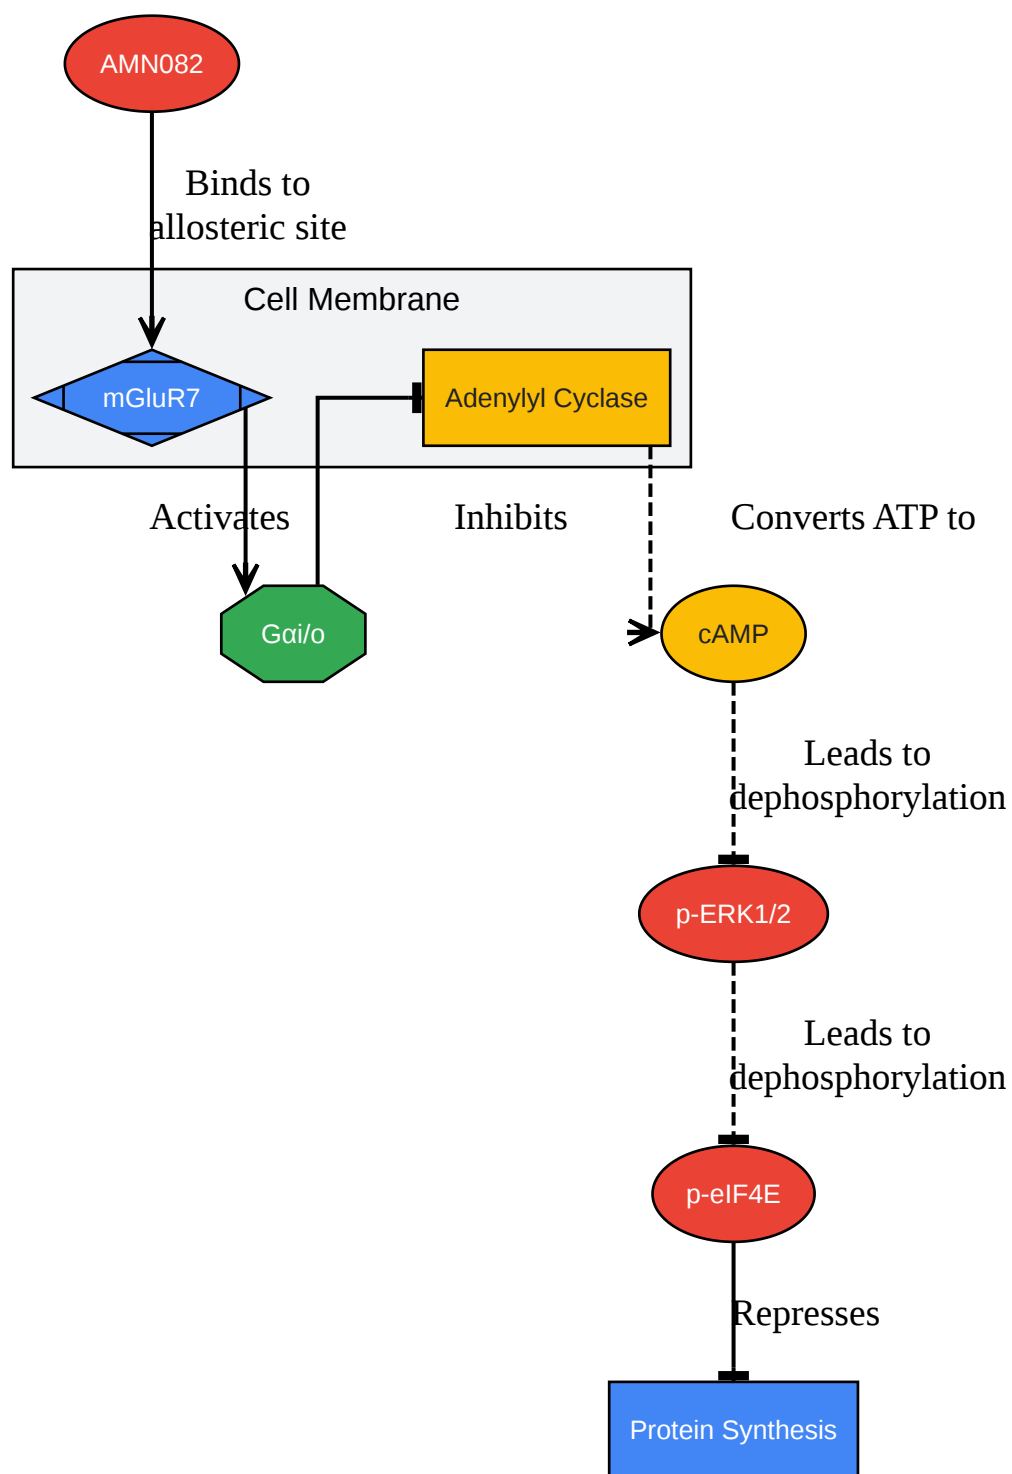 AMN082
Binds to
allosteric site
Cell Membrane
mGluR7
Adenylyl Cyclase
Activates
Inhibits
Converts ATP to
Gαi/o
cAMP
Leads to
dephosphorylation
p-ERK1/2
Leads to
dephosphorylation
p-eIF4E
Represses
Protein Synthesis